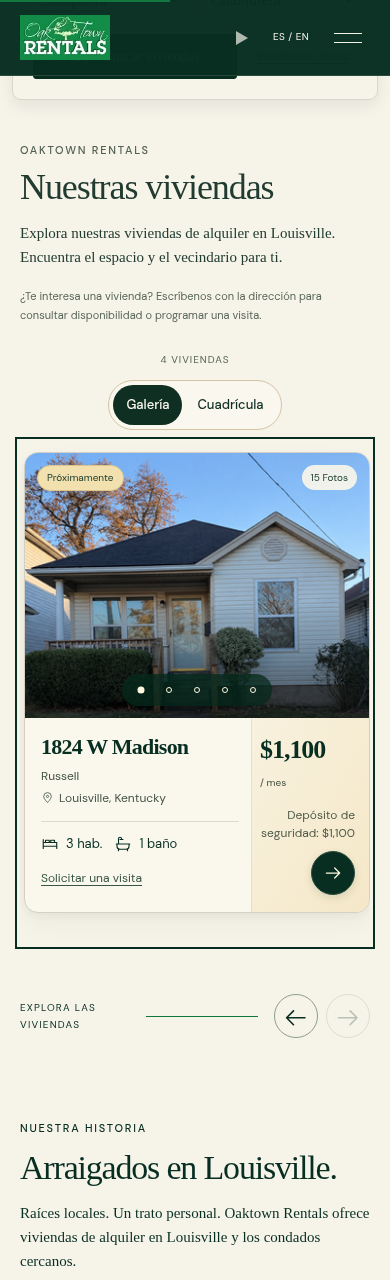 Oak Town
RENTALS
ES / EN
OAKTOWN RENTALS
Nuestras viviendas
Explora nuestras viviendas de alquiler en Louisville.
Encuentra el espacio y el vecindario para ti.
¿Te interesa una vivienda? Escríbenos con la dirección para
consultar disponibilidad o programar una visita.
4 VIVIENDAS
Galería
Cuadrícula
Próximamente
15 Fotos
1824 W Madison
Russell
Louisville, Kentucky
3 hab.
1 baño
Solicitar una visita
$1,100
/ mes
Depósito de
seguridad: $1,100
EXPLORA LAS
VIVIENDAS
NUESTRA HISTORIA
Arraigados en Louisville.
Raíces locales. Un trato personal. Oaktown Rentals ofrece
viviendas de alquiler en Louisville y los condados
cercanos.